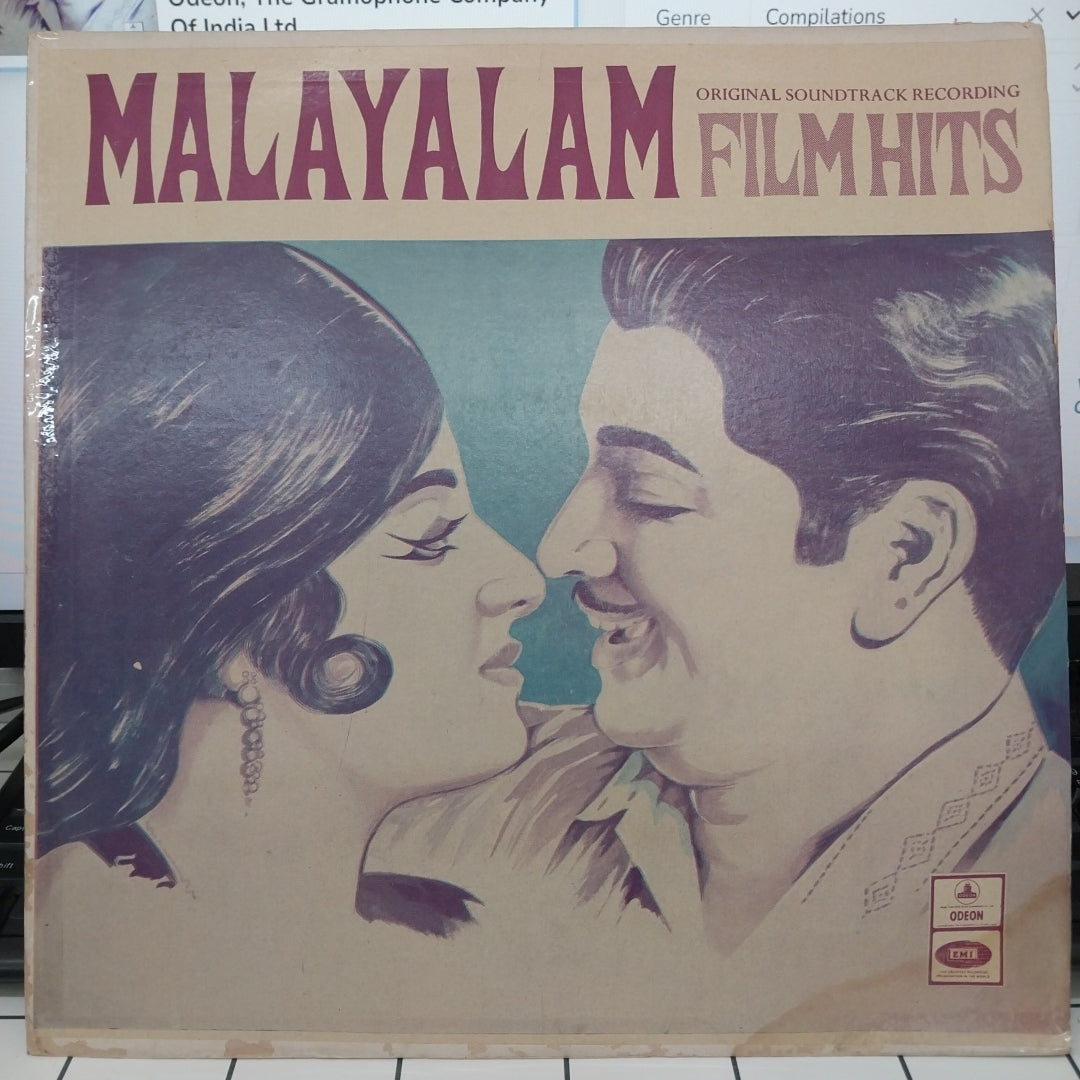 Odeon, The Gramophone Company
Of India Ltd
Genre Compilations
MALAYALAM
ORIGINAL SOUNDTRACK RECORDING
FILM HITS
ODEON
EMI